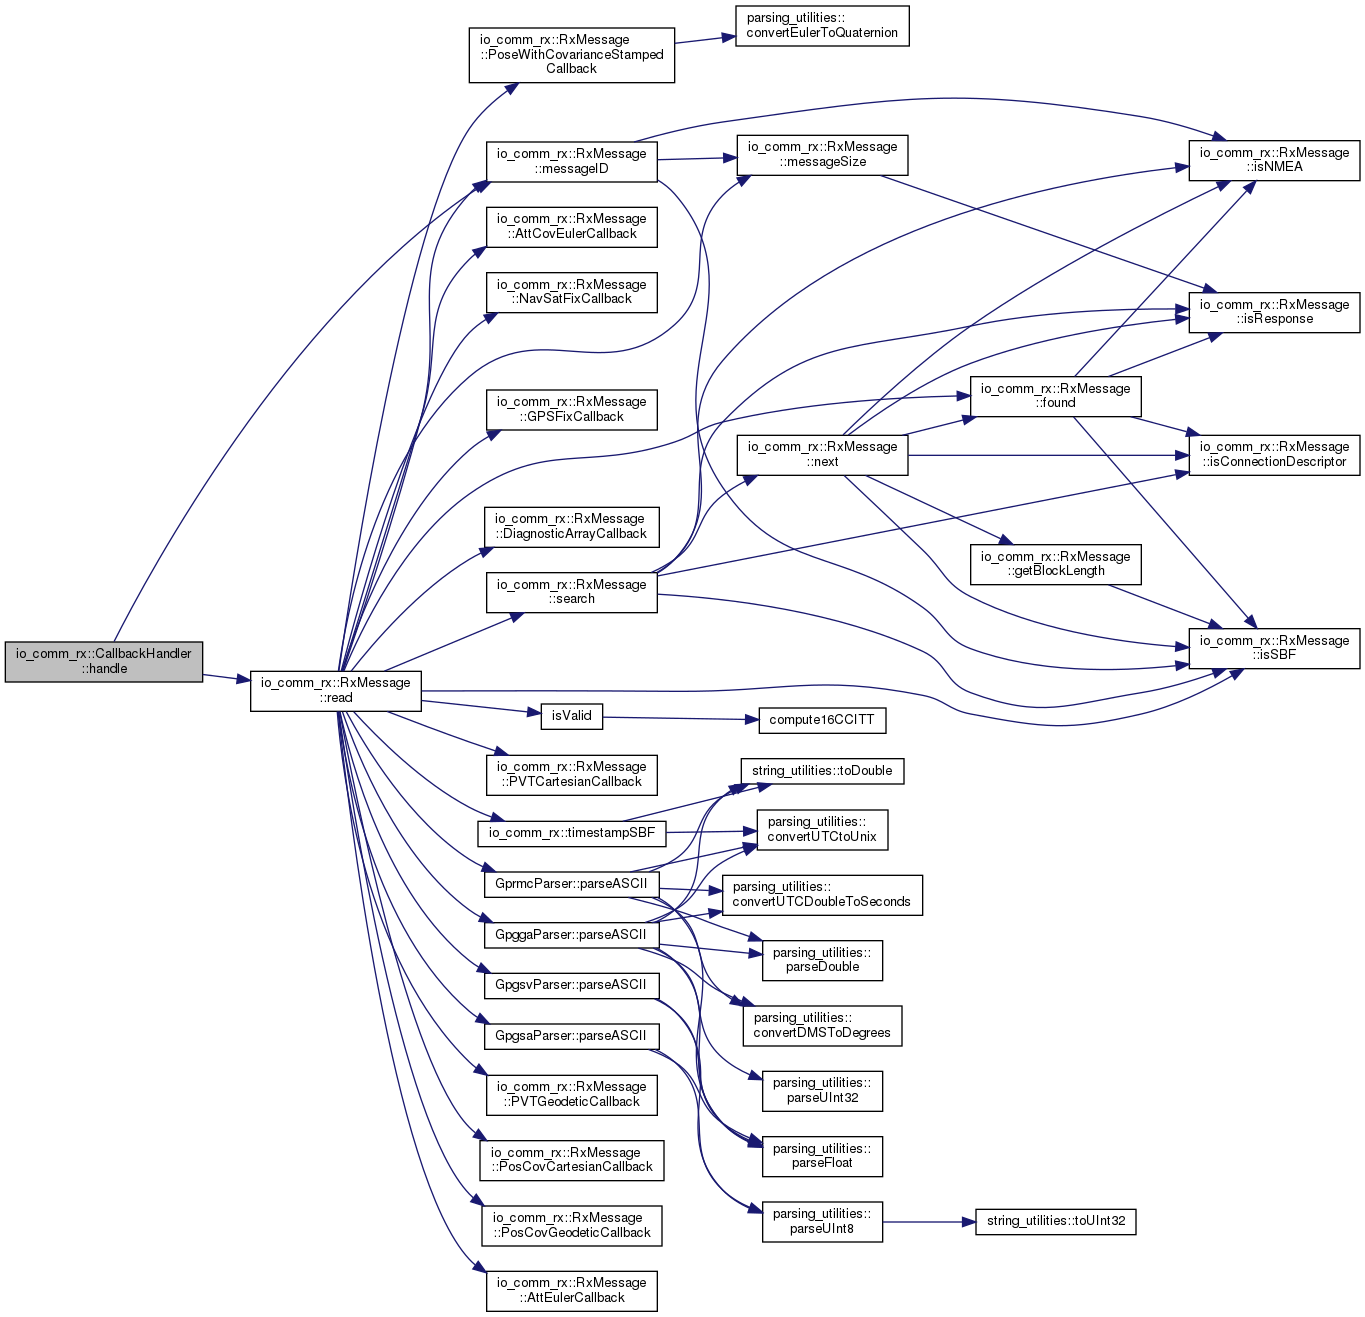 parsing_utilities::
convertEulerToQuaternion
io_comm_rx::RxMessage
::PoseWithCovarianceStamped
Callback
io_comm_rx::RxMessage
::messageID
io_comm_rx::RxMessage
::messageSize
io_comm_rx::RxMessage
::isNMEA
io_comm_rx::RxMessage
::AttCovEulerCallback
io_comm_rx::RxMessage
::NavSatFixCallback
io_comm_rx::RxMessage
::isResponse
io_comm_rx::RxMessage
::GPSFixCallback
io_comm_rx::RxMessage
::found
io_comm_rx::RxMessage
::next
io_comm_rx::RxMessage
::isConnectionDescriptor
io_comm_rx::RxMessage
::DiagnosticArrayCallback
io_comm_rx::RxMessage
::getBlockLength
io_comm_rx::RxMessage
::search
io_comm_rx::CallbackHandler
::handle
io_comm_rx::RxMessage
::isSBF
io_comm_rx::RxMessage
::read
isValid
compute16CCITT
io_comm_rx::RxMessage
::PVTCartesianCallback
string_utilities::toDouble
io_comm_rx::timestampSBF
parsing_utilities::
convertUTCtoUnix
GprmcParser::parseASCII
parsing_utilities::
convertUTCDoubleToSeconds
GpggaParser::parseASCII
parsing_utilities::
parseDouble
GpgsvParser::parseASCII
parsing_utilities::
convertDMSToDegrees
GpgsaParser::parseASCII
io_comm_rx::RxMessage
::PVTGeodeticCallback
parsing_utilities::
parseUInt32
io_comm_rx::RxMessage
::PosCovCartesianCallback
parsing_utilities::
parseFloat
io_comm_rx::RxMessage
::PosCovGeodeticCallback
parsing_utilities::
parseUInt8
string_utilities::toUInt32
io_comm_rx::RxMessage
::AttEulerCallback